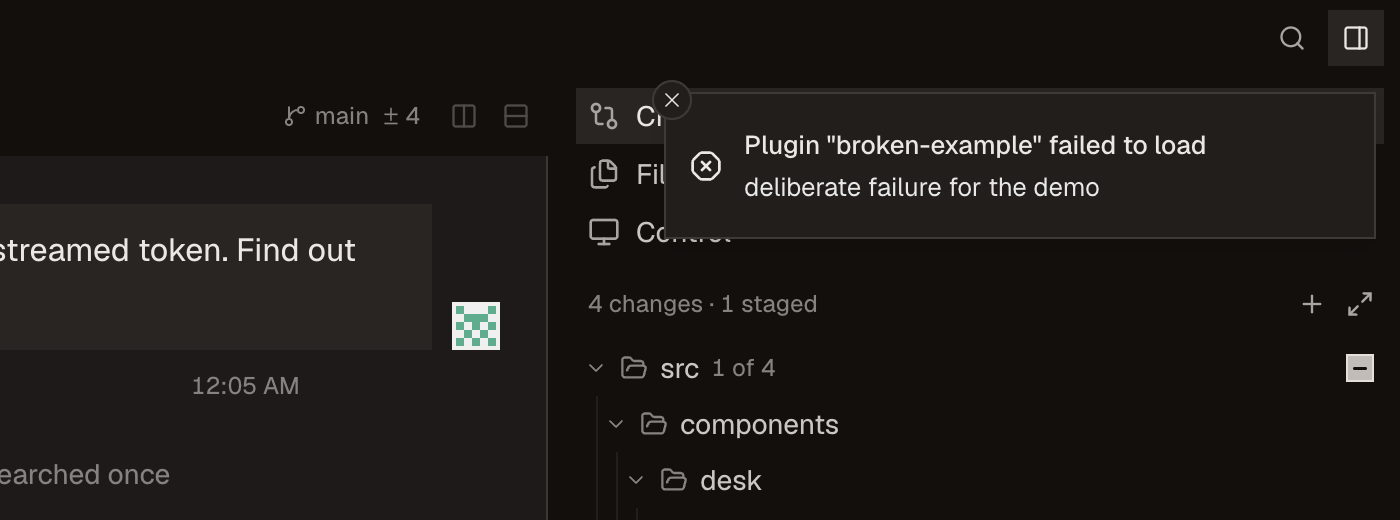 main ± 4
streamed token. Find out
12:05 AM
earched once
Plugin "broken-example" failed to load
deliberate failure for the demo
Control
4 changes · 1 staged
src 1 of 4
components
desk